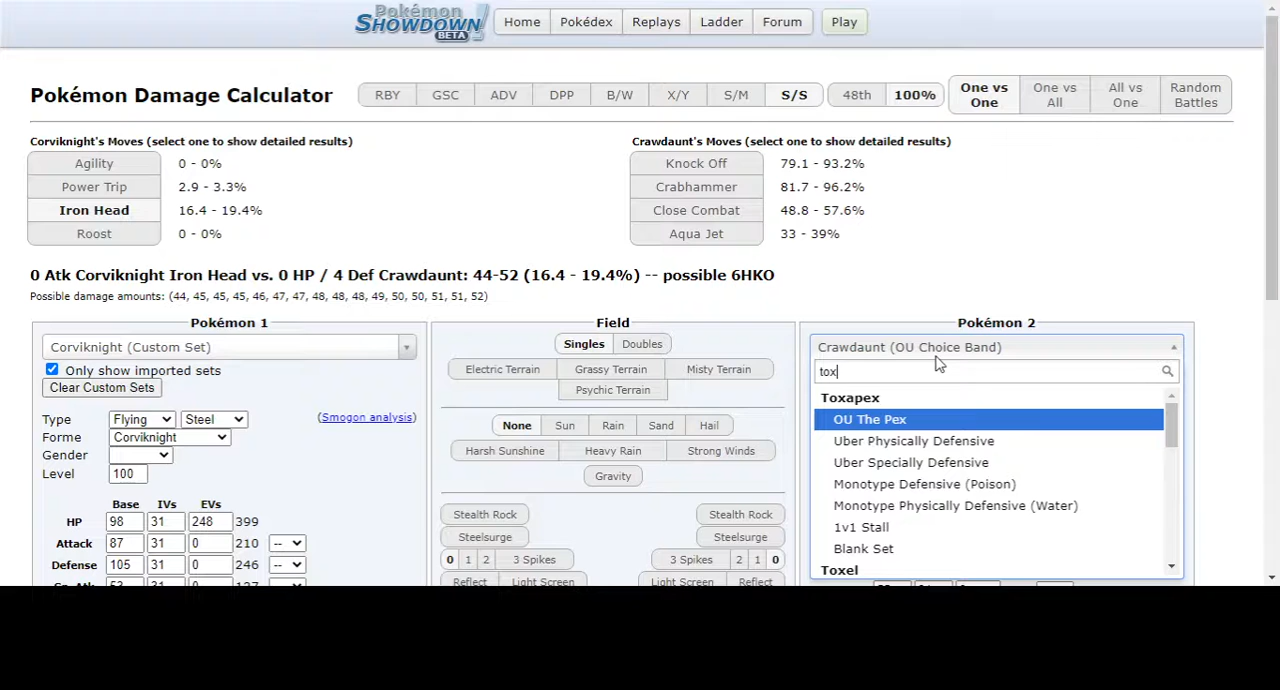 Pokémon
SHOWDOWN!
BETA
Home Pokédex Replays Ladder Forum Play
Pokémon Damage Calculator RBY GSC ADV DPP B/W X/Y S/M S/S 48th 100% One vs One One vs All All vs One Random Battles
Corviknight's Moves (select one to show detailed results) Crawdaunt's Moves (select one to show detailed results)
Agility 0 - 0% Knock Off 79.1 - 93.2%
Power Trip 2.9 - 3.3% Crabhammer 81.7 - 96.2%
Iron Head 16.4 - 19.4% Close Combat 48.8 - 57.6%
Roost 0 - 0% Aqua Jet 33 - 39%
0 Atk Corviknight Iron Head vs. 0 HP / 4 Def Crawdaunt: 44-52 (16.4 - 19.4%) -- possible 6HKO
Possible damage amounts: (44, 45, 45, 45, 46, 47, 47, 48, 48, 48, 49, 50, 50, 51, 51, 52)
Pokémon 1
Corviknight (Custom Set)
Only show imported sets
Clear Custom Sets
Type Flying Steel (Smogon analysis)
Forme Corviknight
Gender
Level 100
Base IVs EVs
HP 98 31 248 399
Attack 87 31 0 210 --
Defense 105 31 0 246 --
Field
Singles Doubles
Electric Terrain Grassy Terrain Misty Terrain
Psychic Terrain
None Sun Rain Sand Hail
Harsh Sunshine Heavy Rain Strong Winds
Gravity
Stealth Rock Stealth Rock
Steelsurge Steelsurge
0 1 2 3 Spikes 3 Spikes 2 1 0
Reflect Light Screen Light Screen Reflect
Pokémon 2
Crawdaunt (OU Choice Band)
tox
Toxapex
OU The Pex
Uber Physically Defensive
Uber Specially Defensive
Monotype Defensive (Poison)
Monotype Physically Defensive (Water)
1v1 Stall
Blank Set
Toxel